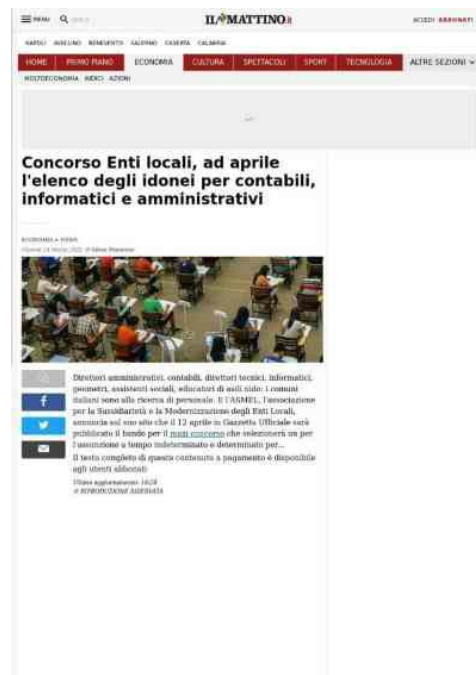 MENU
IL MATTINO.it
ACCEDI ABBONATI
NAPOLI AVELLINO BENEVENTO SALERNO CASERTA CALABRIA
HOME PRIMO PIANO ECONOMIA CULTURA SPETTACOLI SPORT TECNOLOGIA ALTRE SEZIONI
MOLTOECONOMIA INDICI AZIONI
Concorso Enti locali, ad aprile
l'elenco degli idonei per contabili,
informatici e amministrativi
ECONOMIA > NEWS
Direttori amministrativi, contabili, direttori tecnici, informatici,
geometri, assistenti sociali, educatori di asili nido: i comuni
italiani sono alla ricerca di personale. E l'ASMEL, l'associazione
per la Sussidiarietà e la Modernizzazione degli Enti Locali,
annuncia sul suo sito che il 12 aprile in Gazzetta Ufficiale sarà
pubblicato il bando per il maxi concorso che selezionerà un per
l'assunzione a tempo indeterminato e determinato per...
Il testo completo di questo contenuto a pagamento è disponibile
agli utenti abbonati
Ultimo aggiornamento:
© RIPRODUZIONE RISERVATA